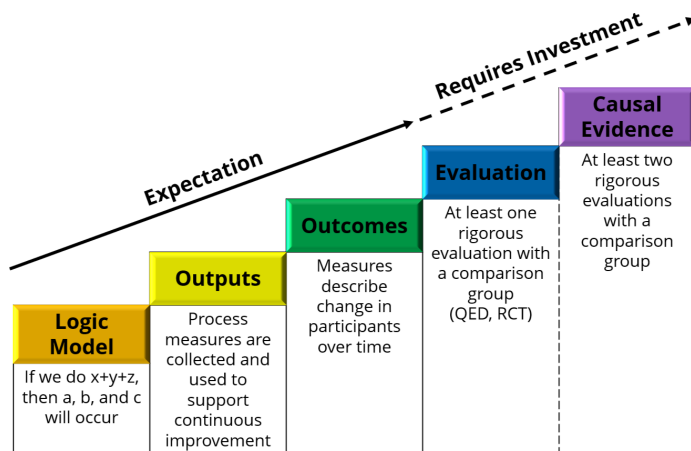 Requires Investment
Expectation
Causal
Evidence
At least two
rigorous
evaluations
with a
comparison
group
Evaluation
At least one
rigorous
evaluation with
a comparison
group
(QED, RCT)
Outcomes
Measures
describe
change in
participants
over time
Outputs
Process
measures are
collected and
used to
support
continuous
improvement
Logic
Model
If we do x+y+z,
then a, b, and c
will occur